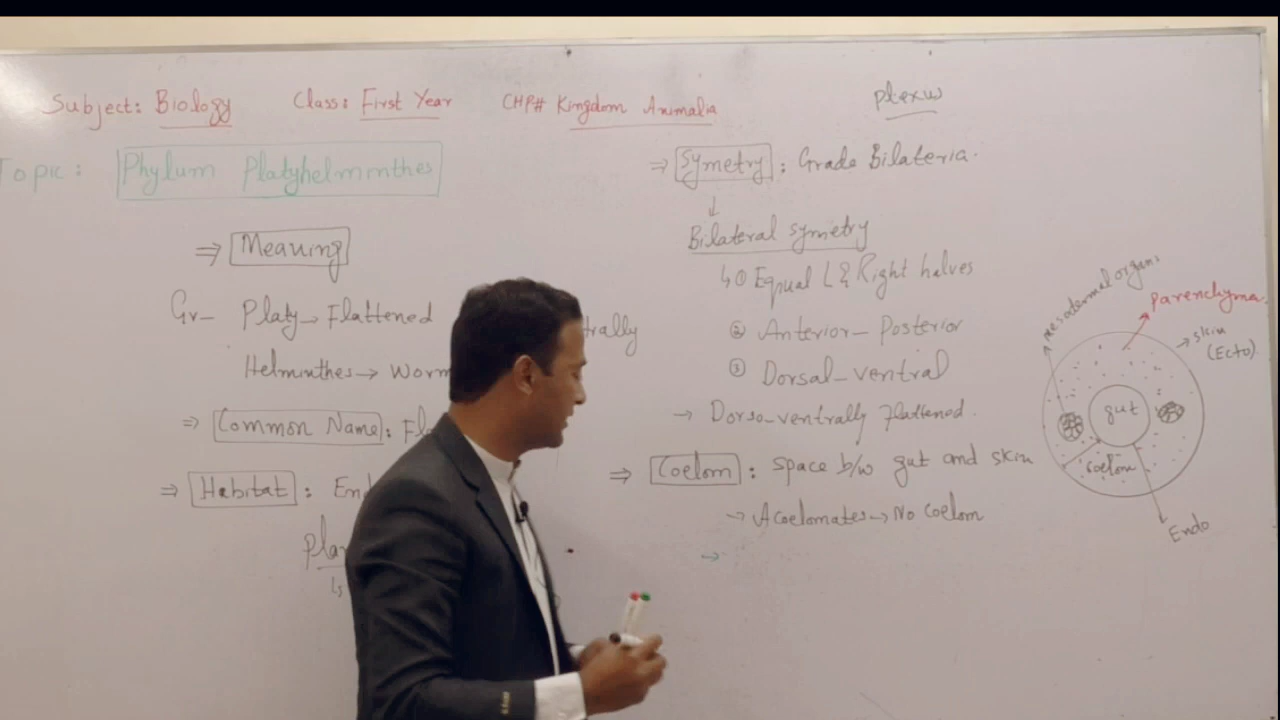 Subject: Biology Class: First Year CHP# Kingdom Animalia
plexus
Topic: Phylum Platyhelminthes
⇒ Meaning
Gr- Platy → Flattened
trally
Helminthes → Worm
⇒ Common Name: Fl
⇒ Habitat: En
⇒ Symetry: Grade Bilateria.
↓
Bilateral symetry
↳ ① Equal L & Right halves
② Anterior - Posterior
③ Dorsal - ventral
→ Dorso-ventrally Flattened.
⇒ Coelom: space b/w gut and skin
→ Acoelomates → No Coelom
→
mesodermal organs
Parenchyma
→ skin
(Ecto)
gut
Coelom
Endo